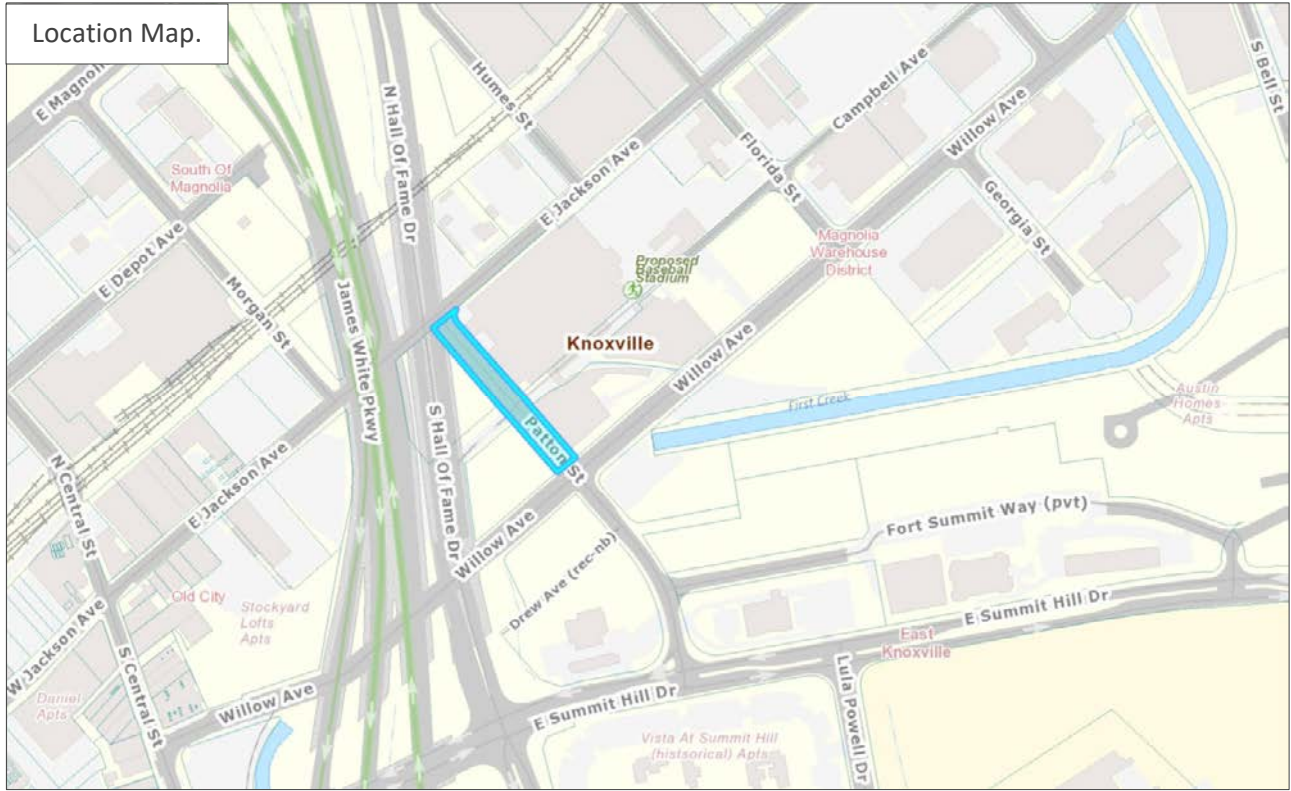 Location Map.
E Magnolia
N Hall Of Fame Dr
Humes St
Campbell Ave
Willow Ave
S Bell St
South Of
Magnolia
E Jackson Ave
Florida St
Georgia St
E Depot Ave
Morgan St
James White Pkwy
Magnolia
Warehouse
District
Proposed
Baseball
Stadium
Knoxville
Willow Ave
First Creek
Austin
Homes-
Apts
S Hall Of Fame Dr
Patton St
N Central St
E Jackson Ave
Willow Ave
Drew Ave (rec-nb)
Fort Summit Way (pvt)
Old City
Stockyard
Lofts
Apts
E Summit Hill Dr
East
Knoxville
W Jackson Ave
S Central St
Daniel
Apts
Willow Ave
E Summit Hill Dr
Lula Powell Dr
Vista At Summit Hill
(histsorical) Apts